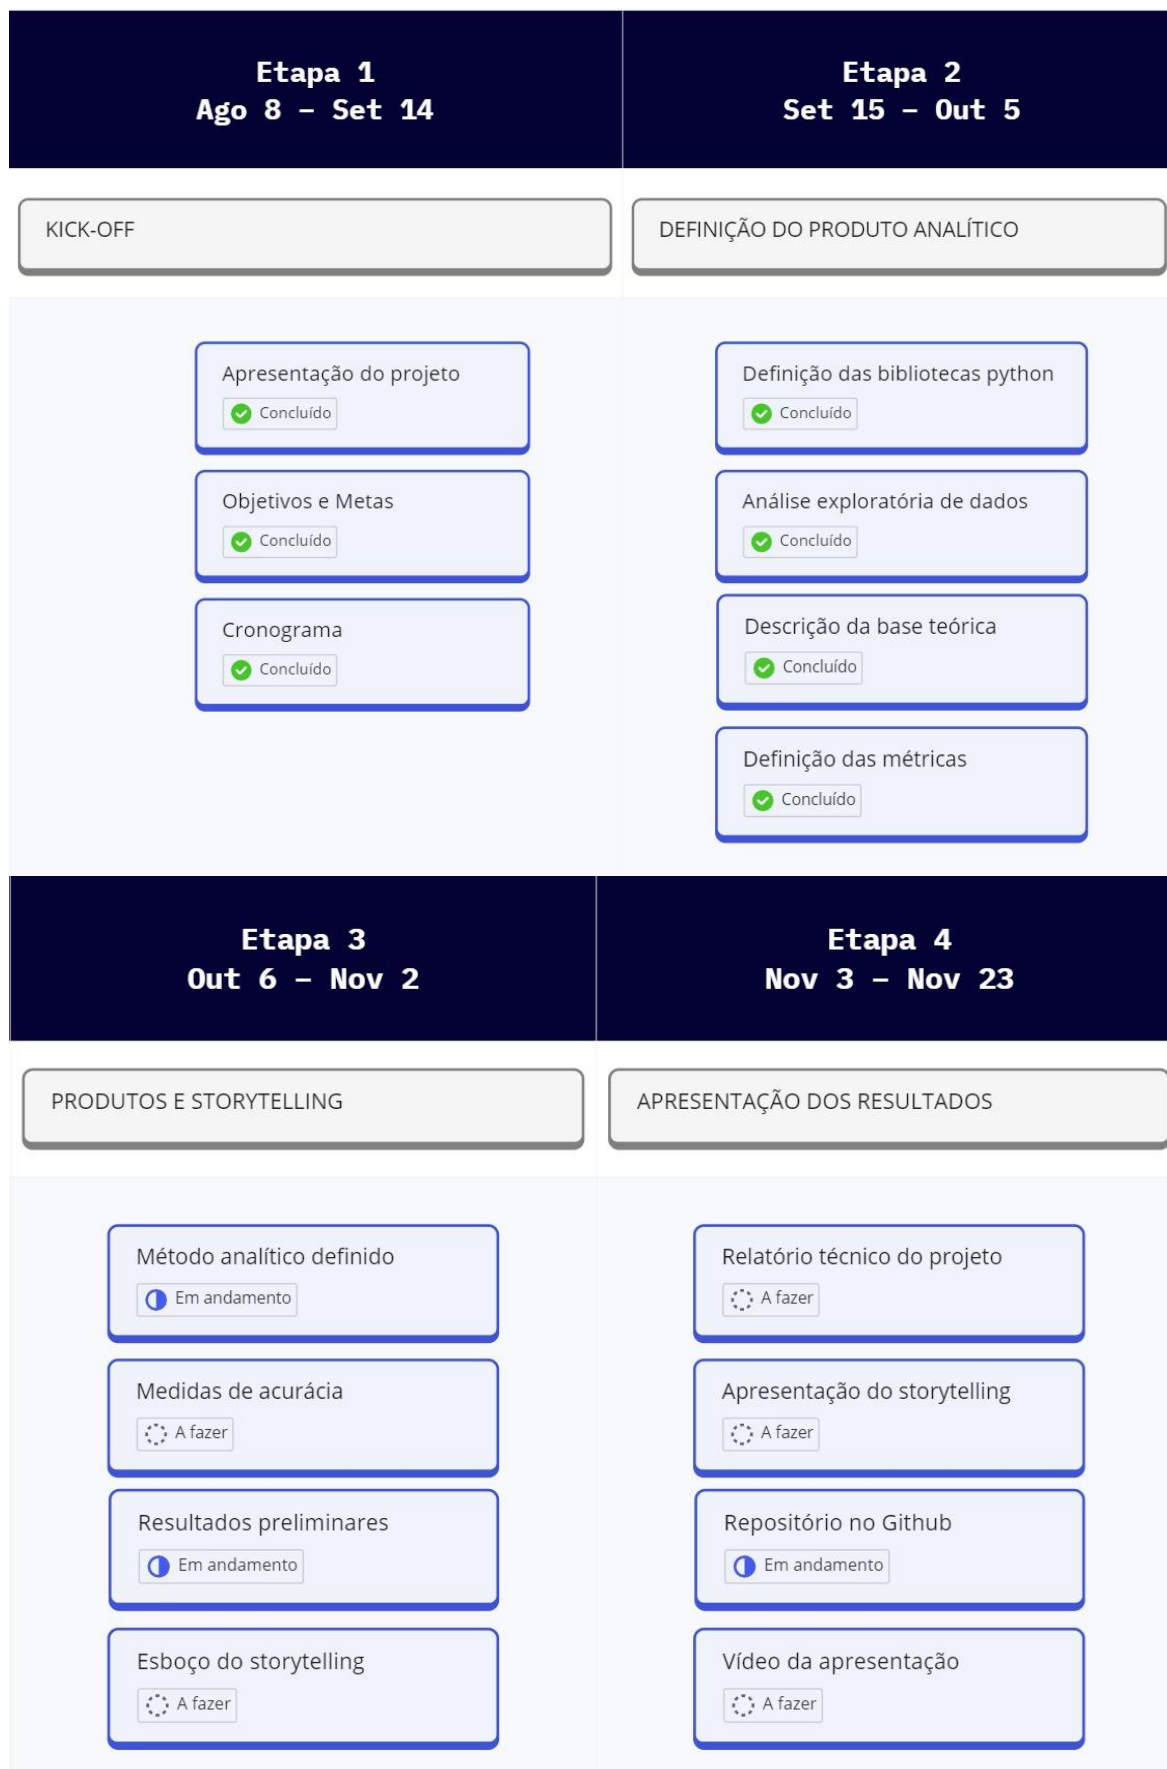 Etapa 1
Ago 8 – Set 14
KICK-OFF
Apresentação do projeto
Concluído
Objetivos e Metas
Concluído
Cronograma
Concluído
Etapa 2
Set 15 – Out 5
DEFINIÇÃO DO PRODUTO ANALÍTICO
Definição das bibliotecas python
Concluído
Análise exploratória de dados
Concluído
Descrição da base teórica
Concluído
Definição das métricas
Concluído
Etapa 3
Out 6 – Nov 2
PRODUTOS E STORYTELLING
Método analítico definido
Em andamento
Medidas de acurácia
A fazer
Resultados preliminares
Em andamento
Esboço do storytelling
A fazer
Etapa 4
Nov 3 – Nov 23
APRESENTAÇÃO DOS RESULTADOS
Relatório técnico do projeto
A fazer
Apresentação do storytelling
A fazer
Repositório no Github
Em andamento
Vídeo da apresentação
A fazer